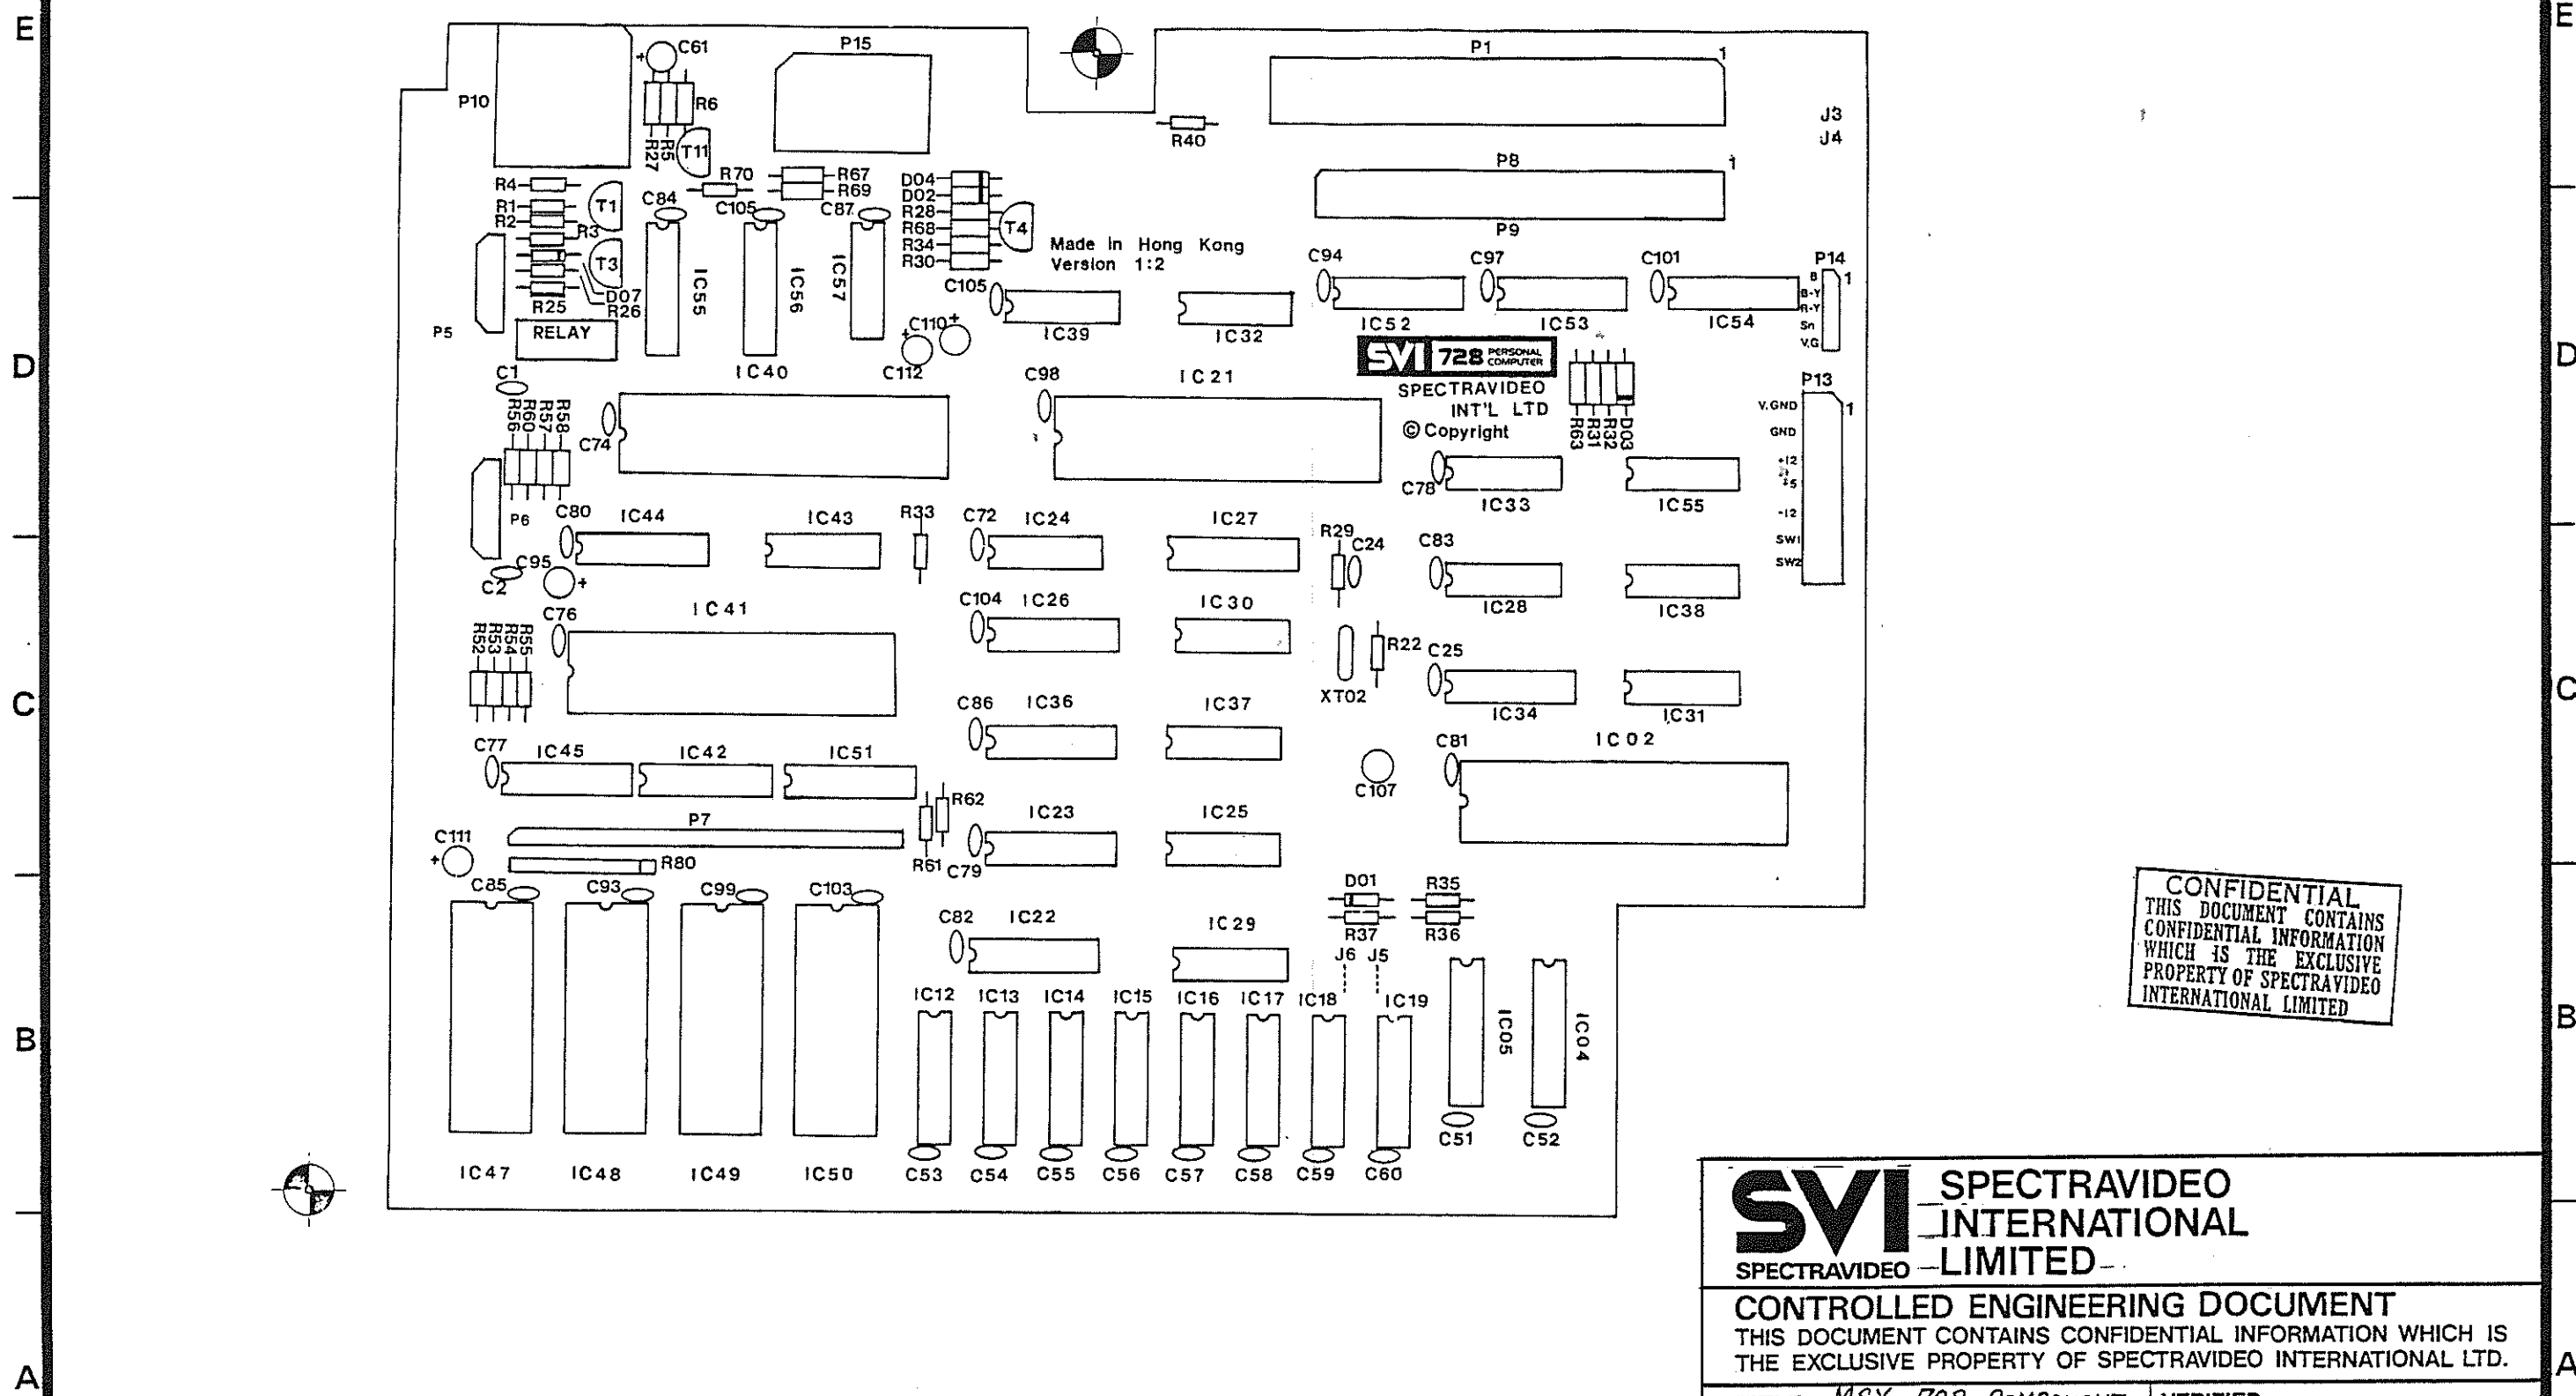 E
E
C61
P15
P1
1
P10
R6
J3
J4
R27
R5
T11
R40
P8
1
R70
R67
R69
R4
R1
R2
R3
T1
C84
C105
C87
D04
D02
R28
R68
R34
R30
T4
P9
Made in Hong Kong
Version 1:2
T3
IC55
IC56
IC57
C105
C94
C97
C101
P14
1
B
B-Y
R-Y
Sn
V,G
D07
R26
R25
P5
RELAY
C110
C112
IC39
IC32
IC52
IC53
IC54
SVI 728 PERSONAL COMPUTER
D
D
C1
IC40
C98
IC21
SPECTRAVIDEO
INT'L LTD
© Copyright
P13
1
V.GND
GND
+12
+5
-12
SW1
SW2
R56
R60
R57
R58
C74
R63
R31
R32
D03
C78
IC33
IC55
P6
C80
IC44
IC43
R33
C72
IC24
IC27
R29
C24
C83
C2
C95
IC28
IC38
C76
IC41
C104
IC26
IC30
R52
R53
R54
R55
R22
C25
XT02
C
C
C86
IC36
IC37
IC34
IC31
C77
IC45
IC42
IC51
C81
IC02
C107
R62
P7
IC23
IC25
C111
R80
R61
C79
C85
C93
C99
C103
D01
R35
C82
IC22
IC29
R37
R36
J6
J5
CONFIDENTIAL
THIS DOCUMENT CONTAINS
CONFIDENTIAL INFORMATION
WHICH IS THE EXCLUSIVE
PROPERTY OF SPECTRAVIDEO
INTERNATIONAL LIMITED
B
B
IC12
IC13
IC14
IC15
IC16
IC17
IC18
IC19
IC05
IC04
C51
C52
IC47
IC48
IC49
IC50
C53
C54
C55
C56
C57
C58
C59
C60
SVI
SPECTRAVIDEO
SPECTRAVIDEO
INTERNATIONAL
LIMITED
CONTROLLED ENGINEERING DOCUMENT
THIS DOCUMENT CONTAINS CONFIDENTIAL INFORMATION WHICH IS
THE EXCLUSIVE PROPERTY OF SPECTRAVIDEO INTERNATIONAL LTD.
A
A
MSX 728
VERIFIED